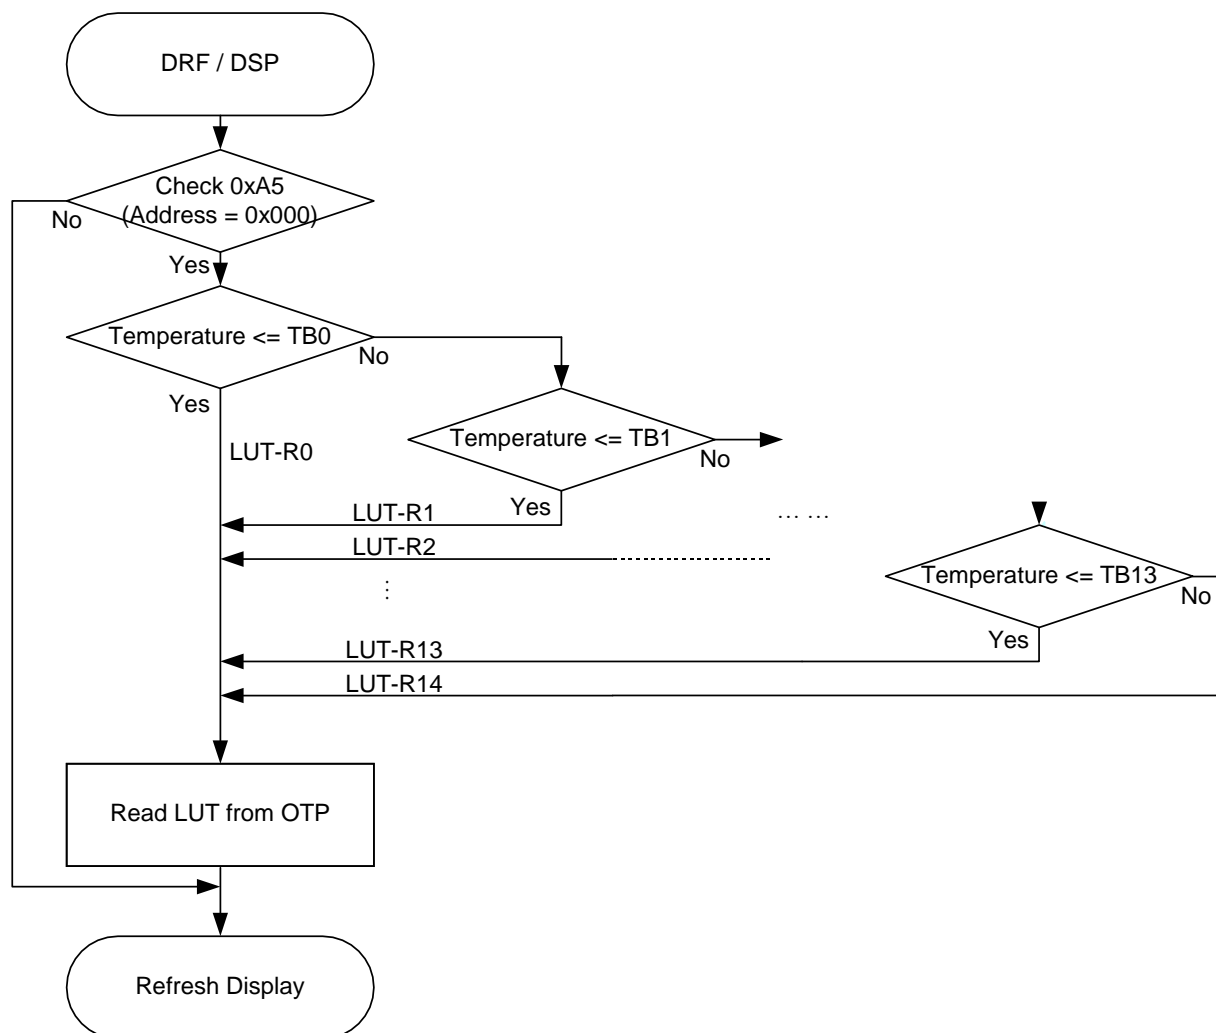 DRF / DSP
Check 0xA5
(Address = 0x000)
No
Yes
Temperature <= TB0
No
Yes
LUT-R0
Temperature <= TB1
No
Yes
LUT-R1
... ...
LUT-R2
Temperature <= TB13
No
Yes
LUT-R13
LUT-R14
Read LUT from OTP
Refresh Display